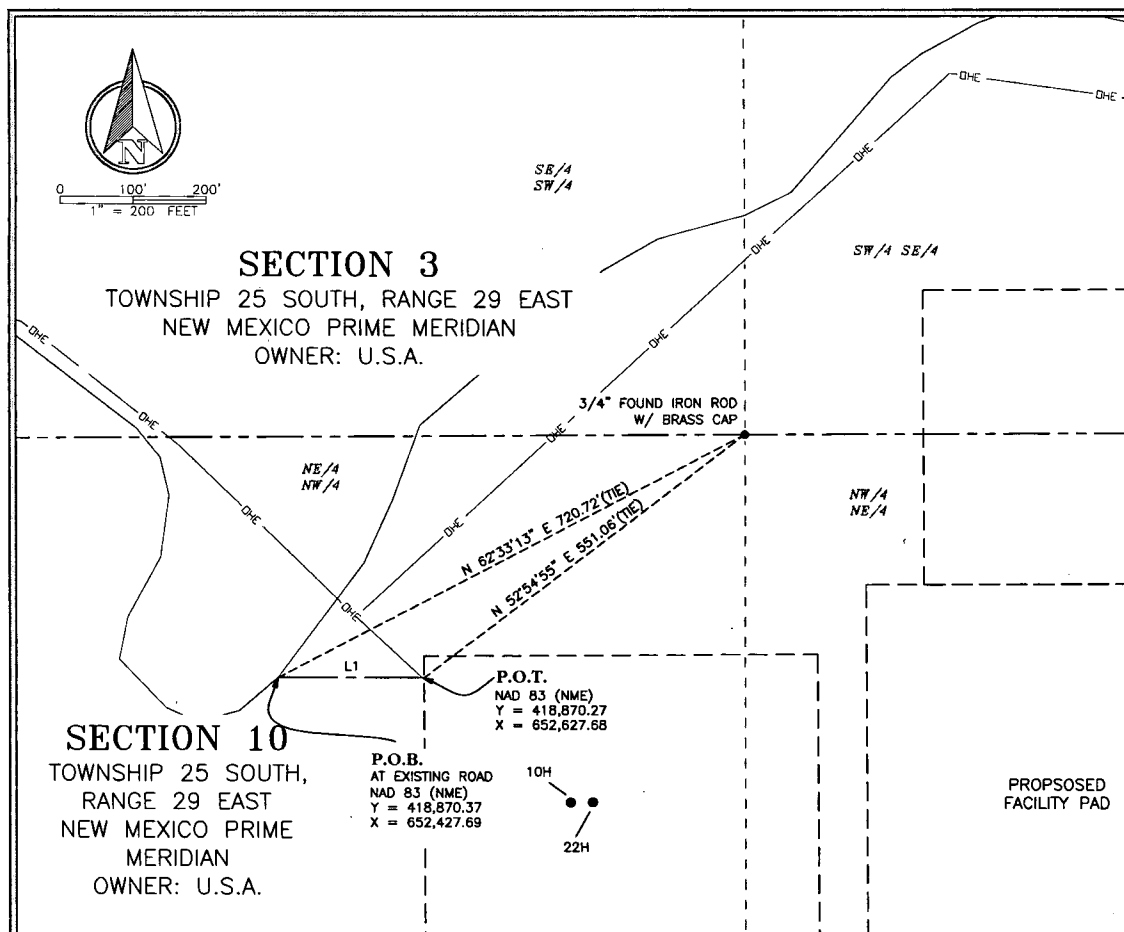 N
0 100' 200'
1" = 200 FEET
SE/4
SW/4
SECTION 3
TOWNSHIP 25 SOUTH, RANGE 29 EAST
NEW MEXICO PRIME MERIDIAN
OWNER: U.S.A.
OHE
OHE
OHE
OHE
SW/4 SE/4
OHE
OHE
OHE
3/4" FOUND IRON ROD
W/ BRASS CAP
OHE
NE/4
NW/4
NW/4
NE/4
OHE
OHE
OHE
N 62°33'13" E 720.72'(TIE)
N 52°54'55" E 551.06'(TIE)
L1
P.O.T.
NAD 83 (NME)
Y = 418,870.27
X = 652,627.68
SECTION 10
TOWNSHIP 25 SOUTH,
RANGE 29 EAST
NEW MEXICO PRIME
MERIDIAN
OWNER: U.S.A.
P.O.B.
AT EXISTING ROAD
NAD 83 (NME)
Y = 418,870.37
X = 652,427.69
10H
22H
PROPSOSED
FACILITY PAD